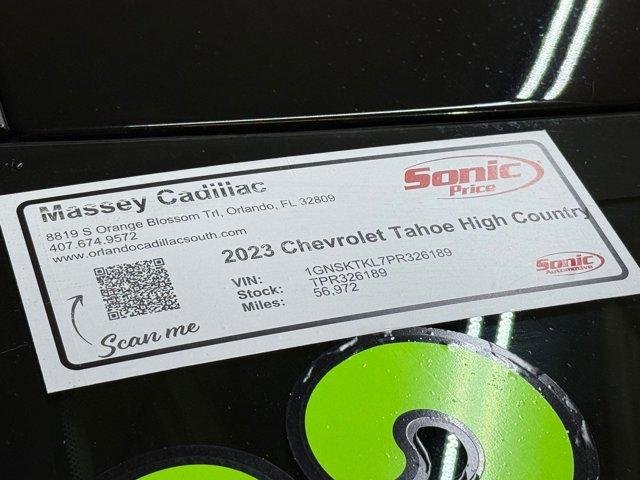 Massey Cadillac
8819 S Orange Blossom Trl, Orlando, FL 32809
407.674.9572
www.orlandocadillacsouth.com
Sonic
Price
2023 Chevrolet Tahoe High Country
VIN: 1GNSKTKL7PR326189
Stock: TPR326189
Miles: 56,972
Scan me
Sonic
Automotive